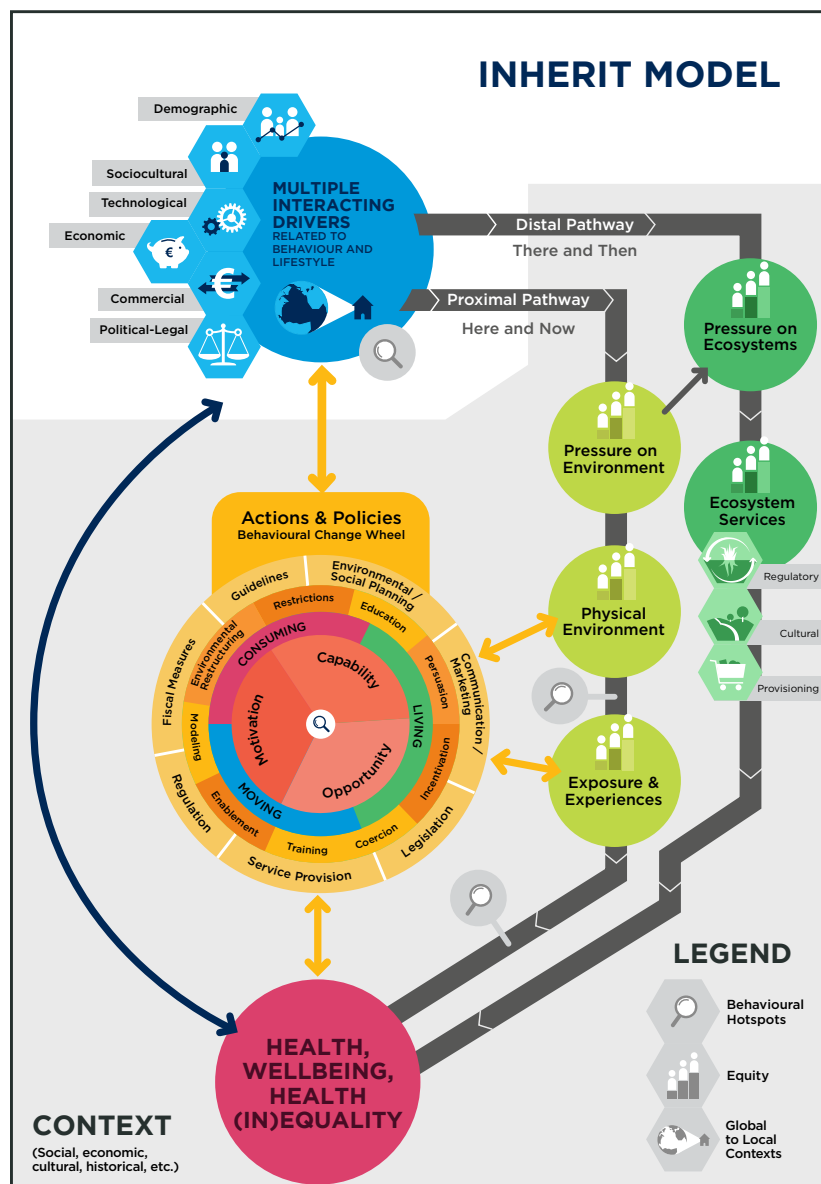 INHERIT MODEL
Demographic
Sociocultural
Technological
Economic
Commercial
Political-Legal
MULTIPLE
INTERACTING
DRIVERS
RELATED TO
BEHAVIOUR AND
LIFESTYLE
€
€
Distal Pathway
There and Then
Proximal Pathway
Here and Now
Pressure on
Ecosystems
Pressure on
Environment
Ecosystem
Services
Regulatory
Cultural
Provisioning
Physical
Environment
Exposure &
Experiences
Actions & Policies
Behavioural Change Wheel
Guidelines
Environmental /
Social Planning
Communication /
Marketing
Legislation
Service Provision
Regulation
Fiscal Measures
Restrictions
Education
Persuasion
Incentivation
Coercion
Training
Enablement
Modeling
Environmental
Restructuring
CONSUMING
LIVING
MOVING
Capability
Opportunity
Motivation
HEALTH,
WELLBEING,
HEALTH
(IN)EQUALITY
CONTEXT
(Social, economic,
cultural, historical, etc.)
LEGEND
Behavioural
Hotspots
Equity
Global
to Local
Contexts